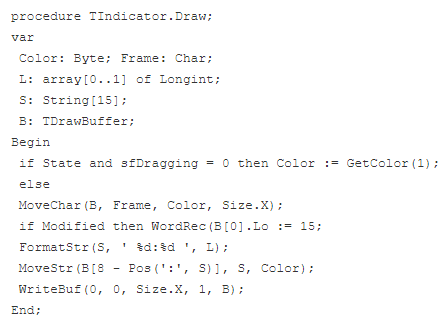 procedure TIndicator.Draw;
var
 Color: Byte; Frame: Char;
 L: array[0..1] of Longint;
 S: String[15];
 B: TDrawBuffer;
Begin
 if State and sfDragging = 0 then Color := GetColor(1);
 else
 MoveChar(B, Frame, Color, Size.X);
 if Modified then WordRec(B[0].Lo := 15;
 FormatStr(S, ' %d:%d ', L);
 MoveStr(B[8 - Pos(':', S)], S, Color);
 WriteBuf(0, 0, Size.X, 1, B);
End;